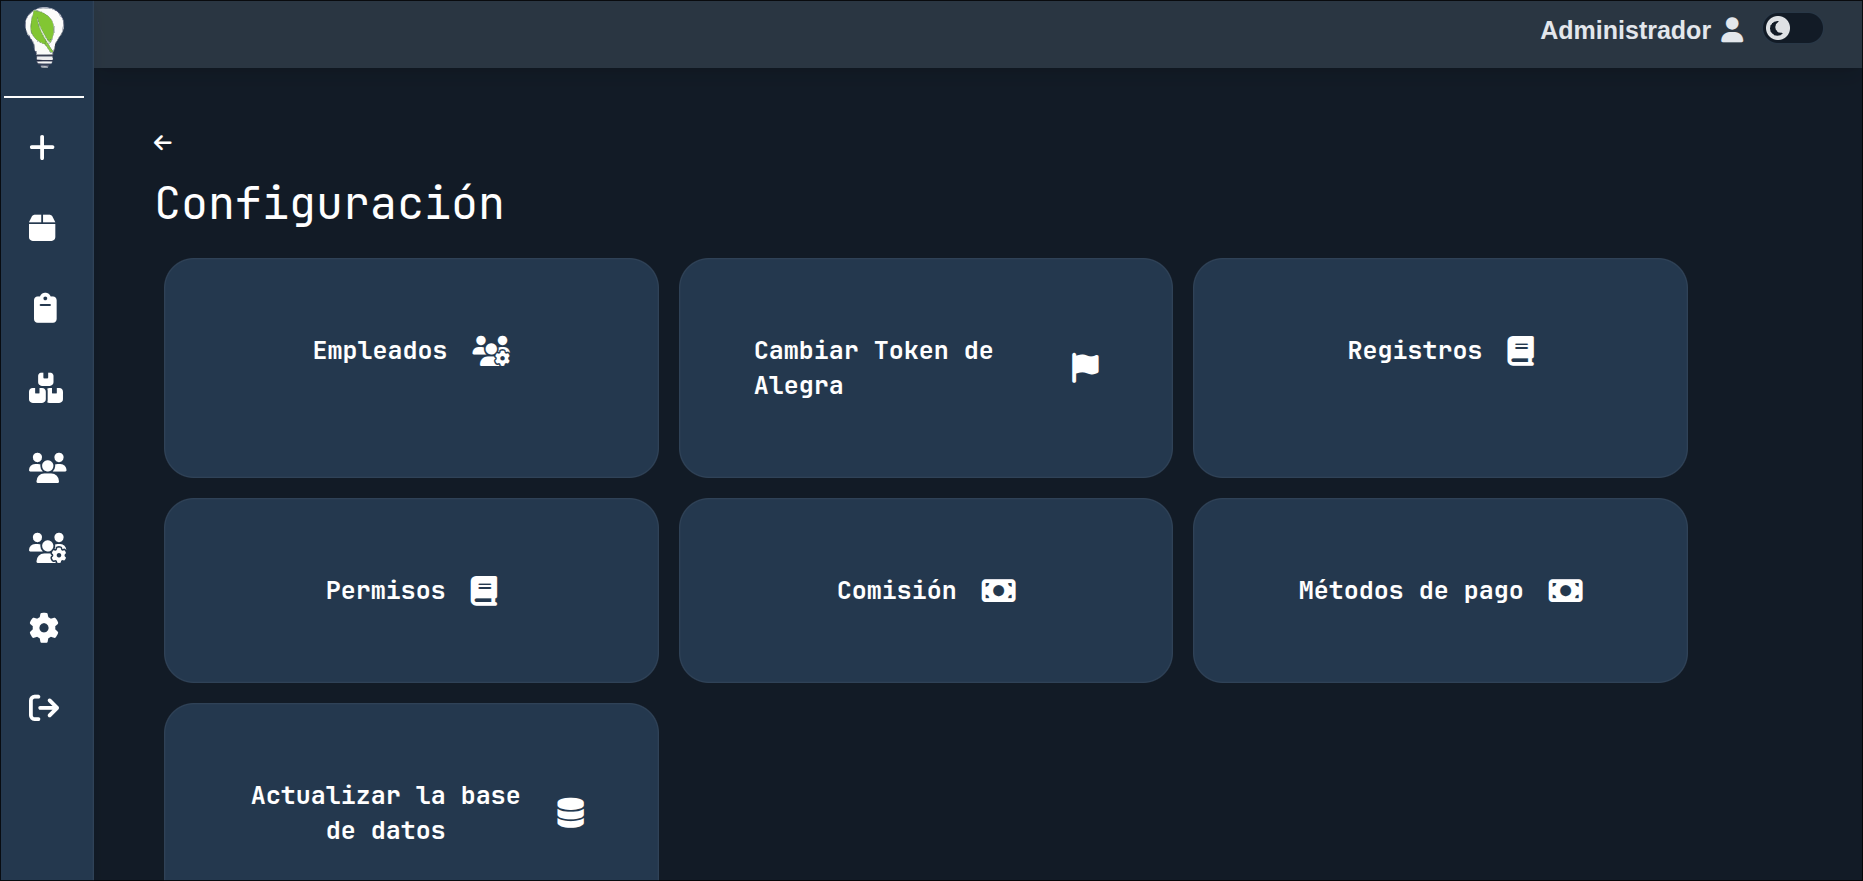 Administrador
Configuración
Empleados
Cambiar Token de
Alegra
Registros
Permisos
Comisión
Métodos de pago
Actualizar la base
de datos